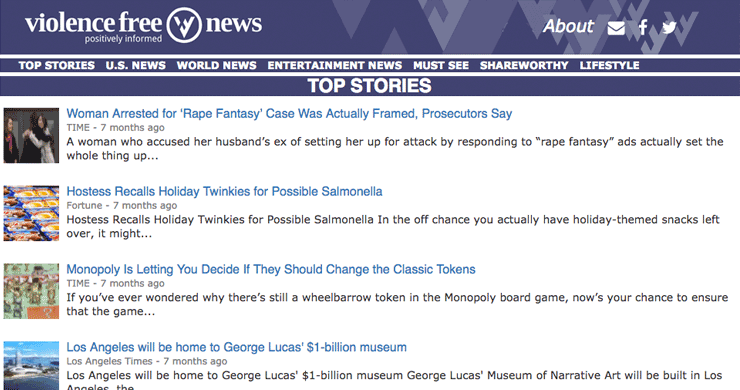 violence free news
positively informed
About
TOP STORIES U.S. NEWS WORLD NEWS ENTERTAINMENT NEWS MUST SEE SHAREWORTHY LIFESTYLE
TOP STORIES
Woman Arrested for ‘Rape Fantasy’ Case Was Actually Framed, Prosecutors Say
TIME - 7 months ago
A woman who accused her husband’s ex of setting her up for attack by responding to “rape fantasy” ads actually set the
whole thing up...
Hostess Recalls Holiday Twinkies for Possible Salmonella
Fortune - 7 months ago
Hostess Recalls Holiday Twinkies for Possible Salmonella In the off chance you actually have holiday-themed snacks left
over, it might...
Monopoly Is Letting You Decide If They Should Change the Classic Tokens
TIME - 7 months ago
If you’ve ever wondered why there’s still a wheelbarrow token in the Monopoly board game, now’s your chance to ensure
that the game...
Los Angeles will be home to George Lucas' $1-billion museum
Los Angeles Times - 7 months ago
Los Angeles will be home to George Lucas' $1-billion museum George Lucas' Museum of Narrative Art will be built in Los
Angeles, the